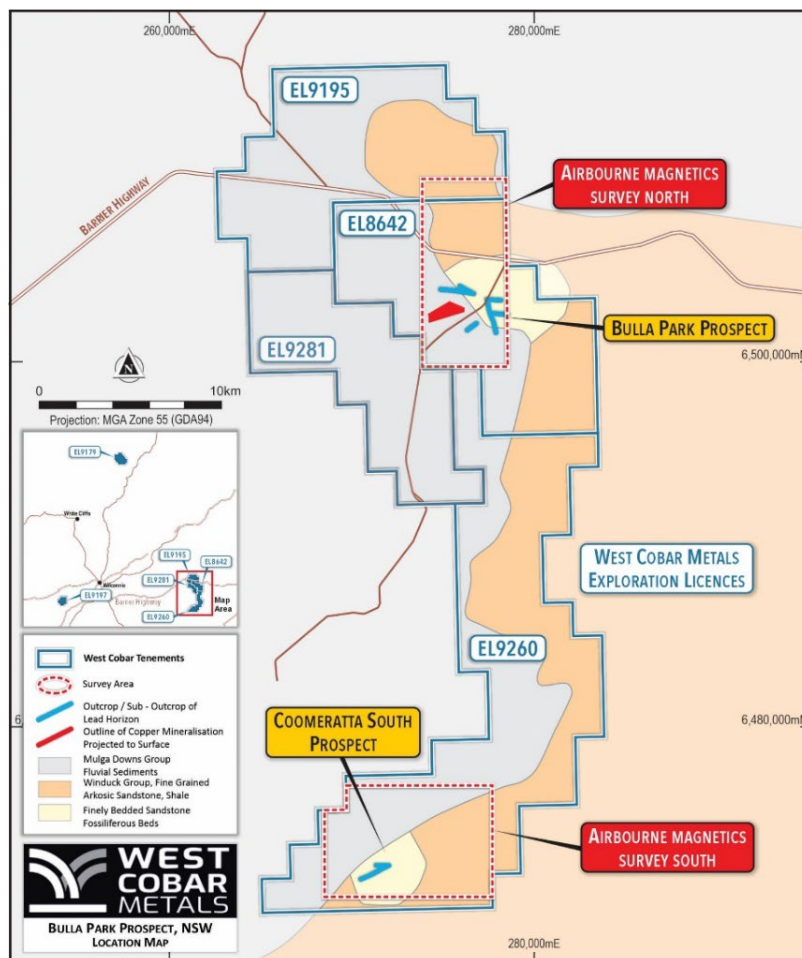 260,000mE
280,000mE
EL9195
AIRBOURNE MAGNETICS
SURVEY NORTH
BARRIER HIGHWAY
EL8642
BULLA PARK PROSPECT
EL9281
6,500,000mN
N
0 10km
Projection: MGA Zone 55 (GDA94)
EL9179
White Cliffs
EL9195
EL8642
EL9281
Wilcannia
EL9197
Barrier Highway
Map
Area
EL9260
WEST COBAR METALS
EXPLORATION LICENCES
EL9260
West Cobar Tenements
Survey Area
Outcrop / Sub - Outcrop of
Lead Horizon
Outline of Copper Mineralisation
Projected to Surface
Mulga Downs Group
Fluvial Sediments
Winduck Group, Fine Grained
Arkosic Sandstone, Shale
Finely Bedded Sandstone
Fossiliferous Beds
COOMERATTA SOUTH
PROSPECT
6
6,480,000mN
AIRBOURNE MAGNETICS
SURVEY SOUTH
WEST
COBAR
METALS
BULLA PARK PROSPECT, NSW
LOCATION MAP
280,000mE